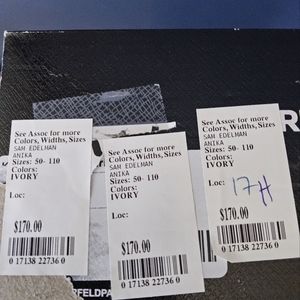 See Assoc for more
Colors, Widths, Sizes
SAM EDELMAN
ANIKA
Sizes: 50- 110
Colors:
IVORY
Loc:
$170.00
0 17138 22736 0
See Assoc for more
Colors, Widths, Sizes
SAM EDELMAN
ANIKA
Sizes: 50- 110
Colors:
IVORY
Loc:
$170.00
0 17138 22736 0
See Assoc for more
Colors, Widths, Sizes
SAM EDELMAN
ANIKA
Sizes: 50- 110
Colors:
IVORY
Loc:
17H
$170.00
0 17138 22736 0